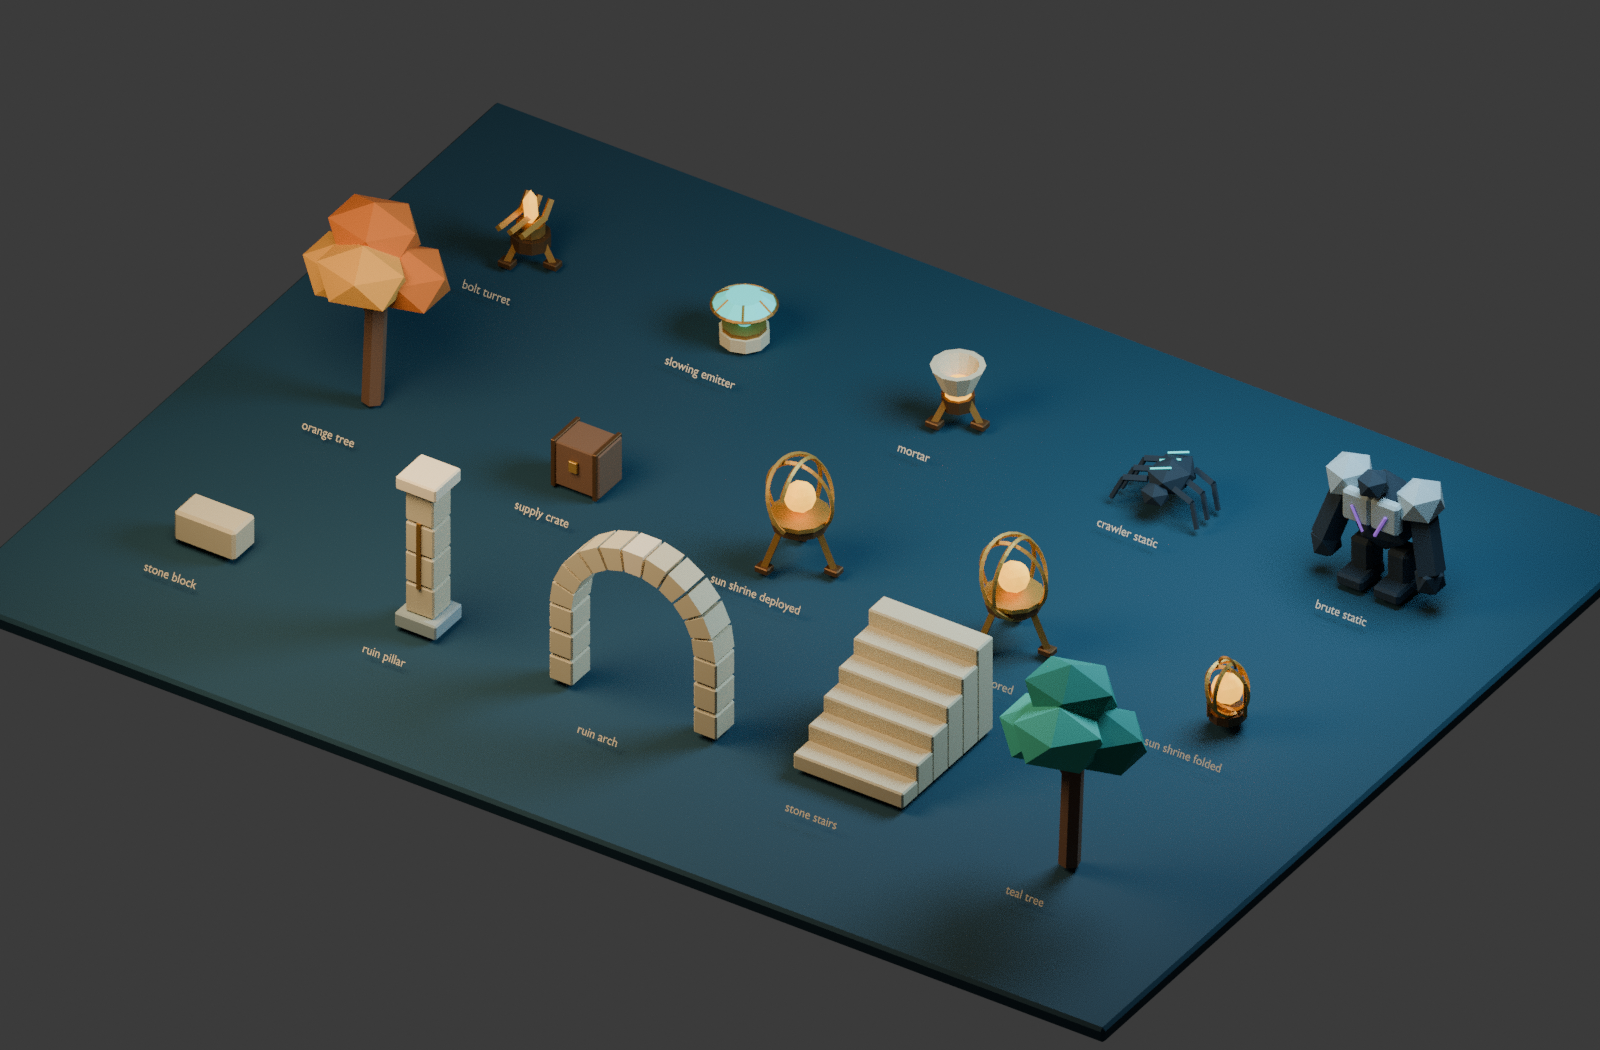 bolt turret
slowing emitter
mortar
orange tree
supply crate
crawler static
stone block
sun shrine deployed
brute static
ruin pillar
ruin arch
sun shrine folded
stone stairs
teal tree